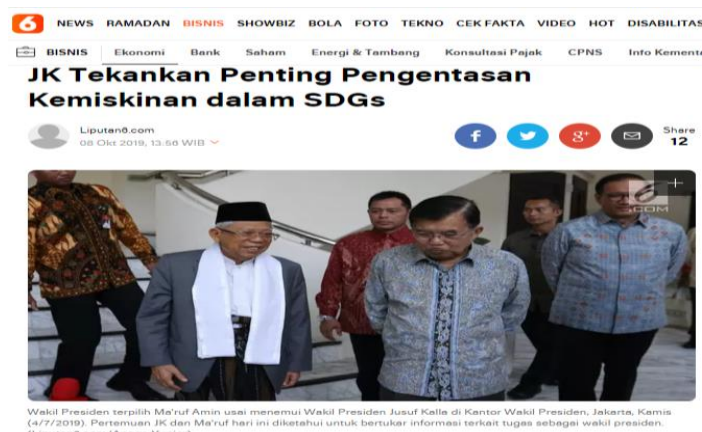 6 NEWS RAMADAN BISNIS SHOWBIZ BOLA FOTO TEKNO CEK FAKTA VIDEO HOT DISABILITAS
BISNIS Ekonomi Bank Saham Energi & Tambang Konsultasi Pajak CPNS Info Kementa
JK Tekankan Penting Pengentasan
Kemiskinan dalam SDGs
Liputan6.com
08 Okt 2019, 13.56 WIB
f g+ Share
12
.COM
Wakil Presiden terpilih Ma'ruf Amin usai menemui Wakil Presiden Jusuf Kalla di Kantor Wakil Presiden, Jakarta, Kamis
(4/7/2019). Pertemuan JK dan Ma'ruf hari ini diketahui untuk bertukar informasi terkait tugas sebagai wakil presiden.